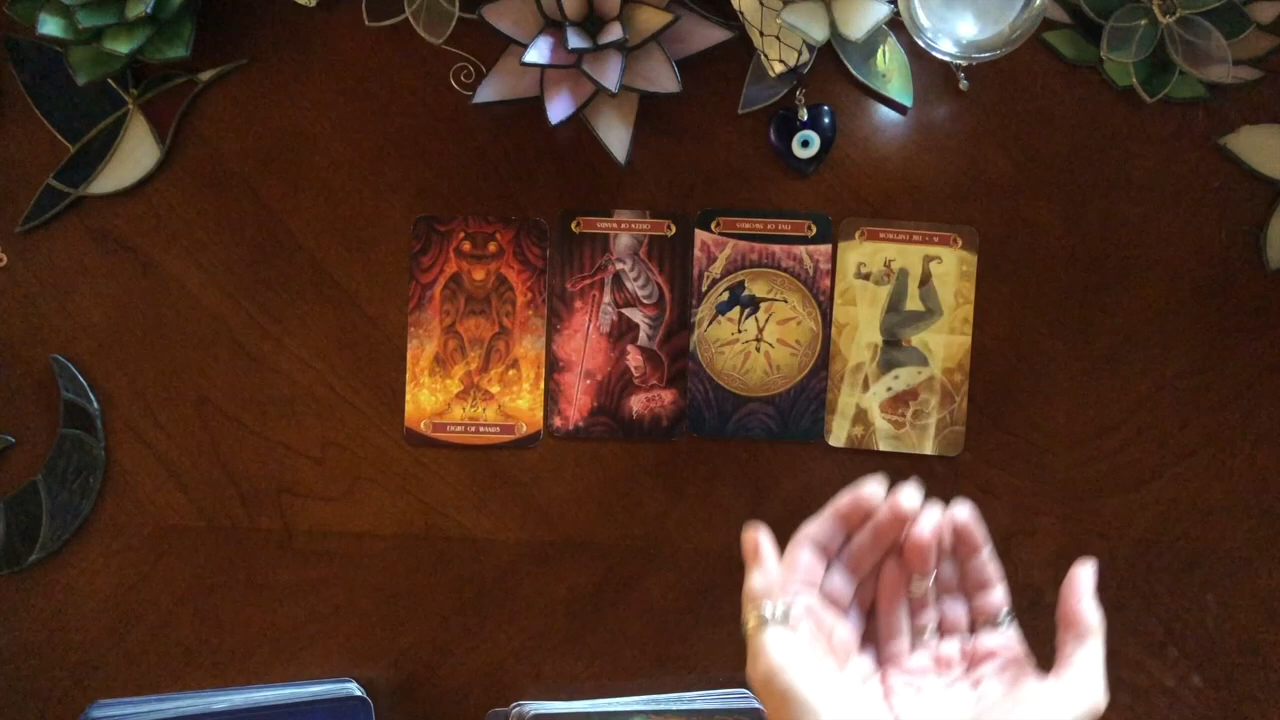 EIGHT OF WANDS
QUEEN OF WANDS
FIVE OF SWORDS
IV • THE EMPEROR